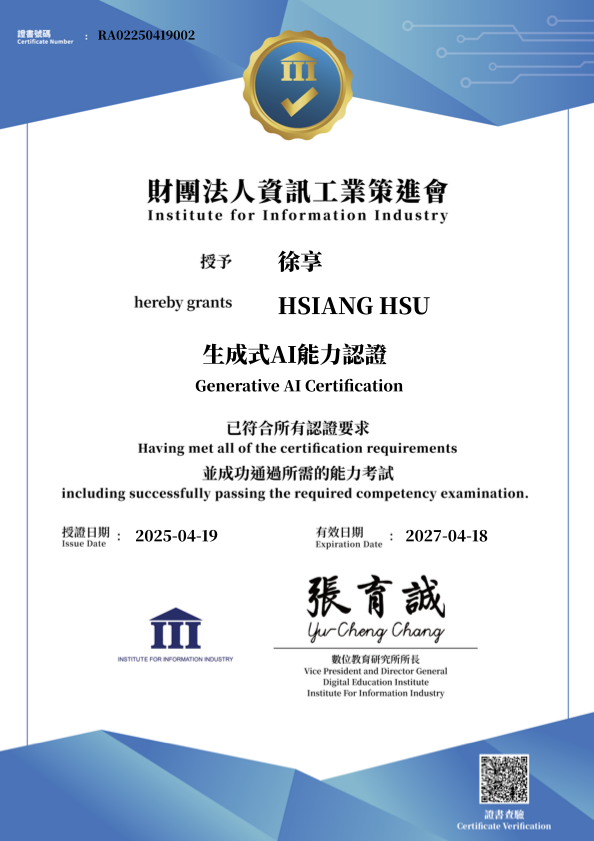 證書號碼
Certificate Number : RA02250419002
財團法人資訊工業策進會
Institute for Information Industry
授予 徐享
hereby grants HSIANG HSU
生成式AI能力認證
Generative AI Certification
已符合所有認證要求
Having met all of the certification requirements
並成功通過所需的能力考試
including successfully passing the required competency examination.
授證日期
Issue Date : 2025-04-19
有效日期
Expiration Date : 2027-04-18
張育誠
Yu-Cheng Chang
INSTITUTE FOR INFORMATION INDUSTRY
數位教育研究所所長
Vice President and Director General
Digital Education Institute
Institute For Information Industry
證書查驗
Certificate Verification